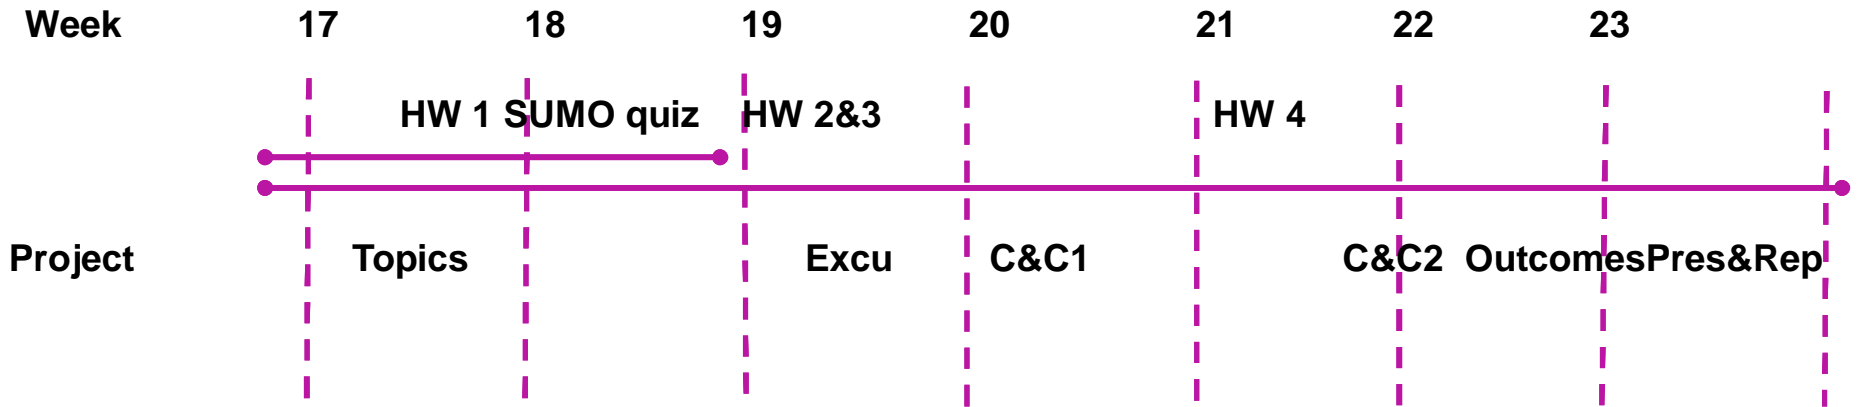 Week 17 18 19 20 21 22 23
HW 1 SUMO quiz HW 2&3 HW 4
Project Topics Excu C&C1 C&C2 OutcomesPres&Rep